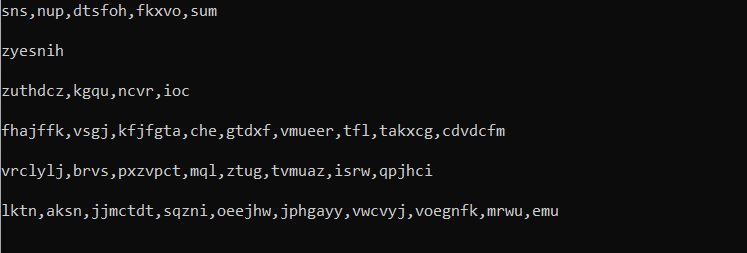 sns,nup,dtsfoh,fkxvo,sum
zyesnih
zuthdcz,kgqu,ncvr,ioc
fhajffk,vsgj,kfjfgta,che,gtdxf,vmueer,tfl,takxcg,cdvdcfm
vrclylj,brvs,pxzvpct,mql,ztug,tvmuaz,isrw,qpjhci
lktn,aksn,jjmctdt,sqzni,oeejhw,jphgayy,vwcvyj,voegnfk,mrwu,emu